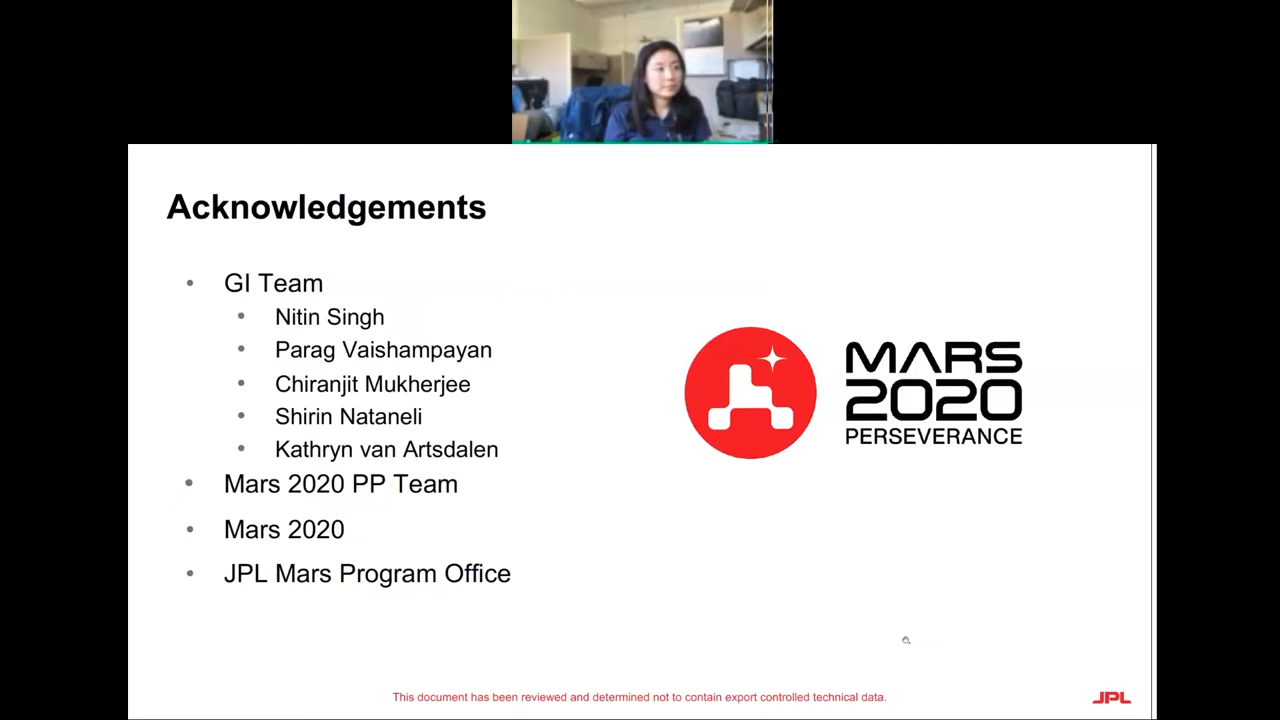 Acknowledgements
• GI Team
• Nitin Singh
• Parag Vaishampayan
• Chiranjit Mukherjee
• Shirin Nataneli
• Kathryn van Artsdalen
• Mars 2020 PP Team
• Mars 2020
• JPL Mars Program Office
MARS
2020
PERSEVERANCE
This document has been reviewed and determined not to contain export controlled technical data.
JPL